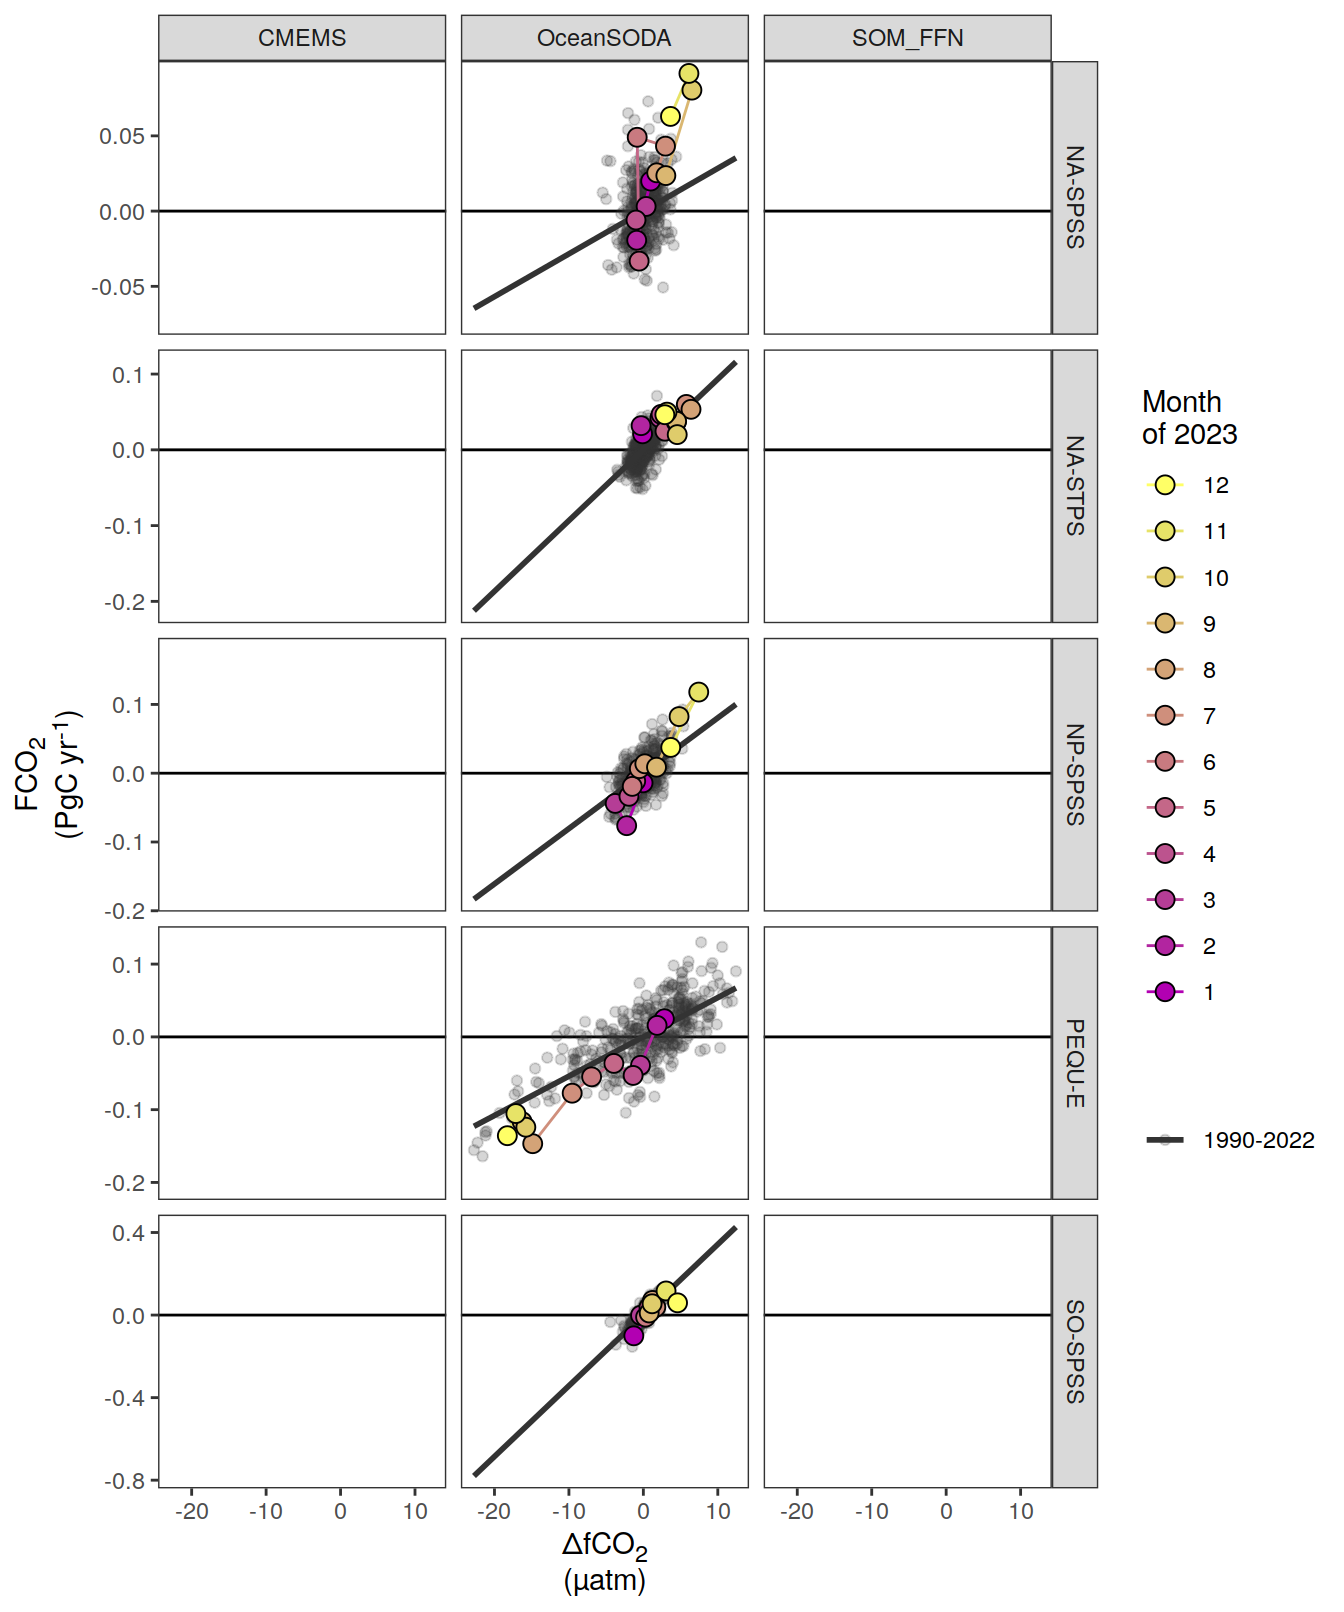 CMEMS OceanSODA SOM_FFN
0.05
0.00
-0.05
NA-SPSS
0.1
0.0
-0.1
-0.2
NA-STPS
0.1
0.0
-0.1
-0.2
NP-SPSS
0.1
0.0
-0.1
-0.2
PEQU-E
0.4
0.0
-0.4
-0.8
SO-SPSS
-20 -10 0 10 -20 -10 0 10 -20 -10 0 10
ΔfCO₂
(µatm)
FCO₂
(PgC yr⁻¹)
Month
of 2023
12
11
10
9
8
7
6
5
4
3
2
1
1990-2022